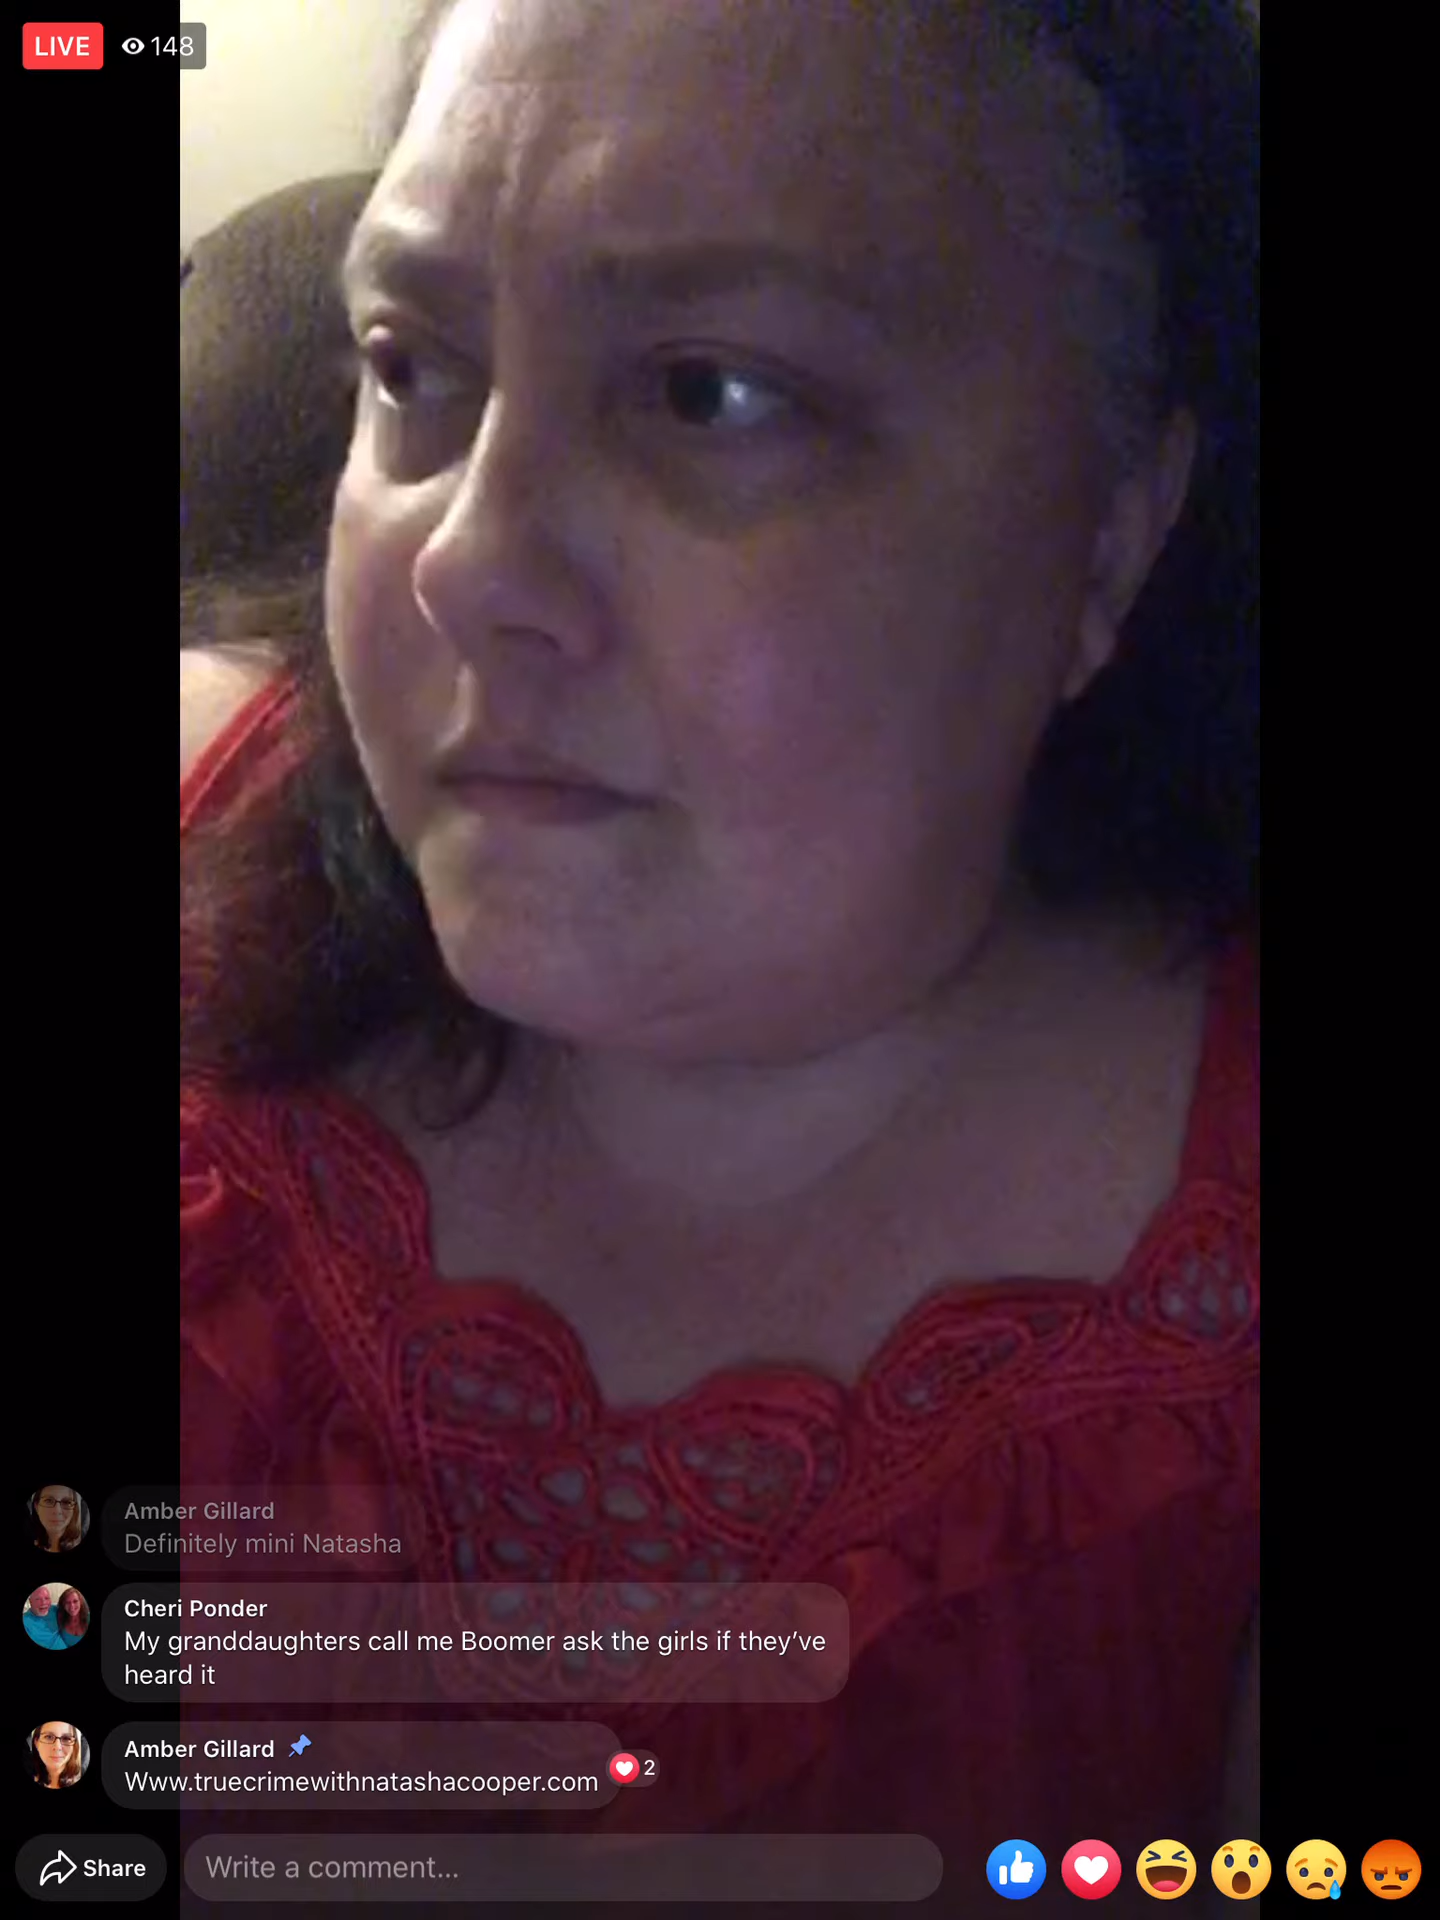 LIVE 148
Amber Gillard
Definitely mini Natasha
Cheri Ponder
My granddaughters call me Boomer ask the girls if they’ve
heard it
Amber Gillard
Www.truecrimewithnatashacooper.com 2
Share Write a comment...